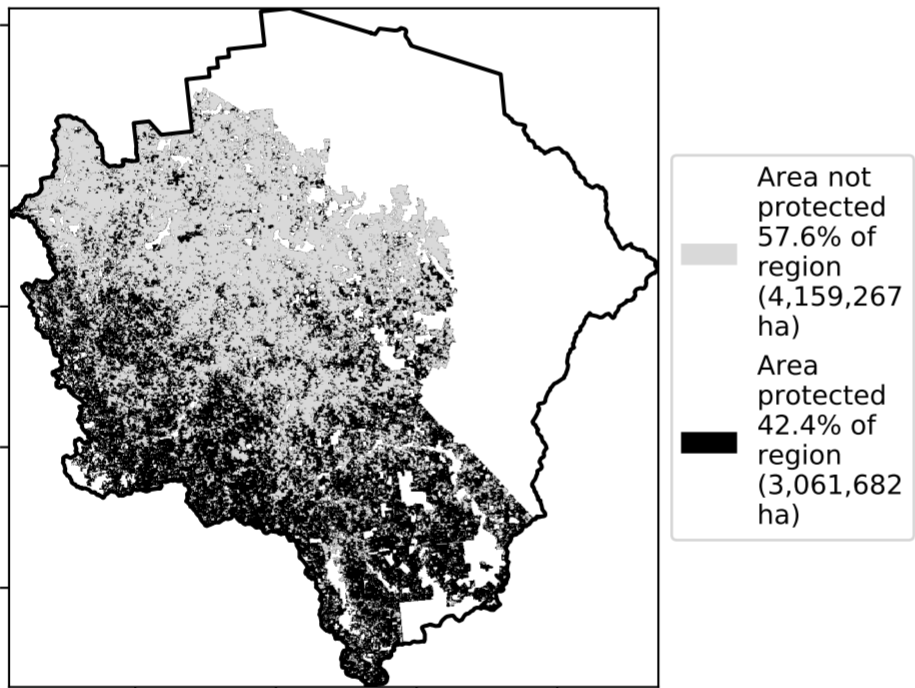 Area not
protected
57.6% of
region
(4,159,267
ha)
Area
protected
42.4% of
region
(3,061,682
ha)